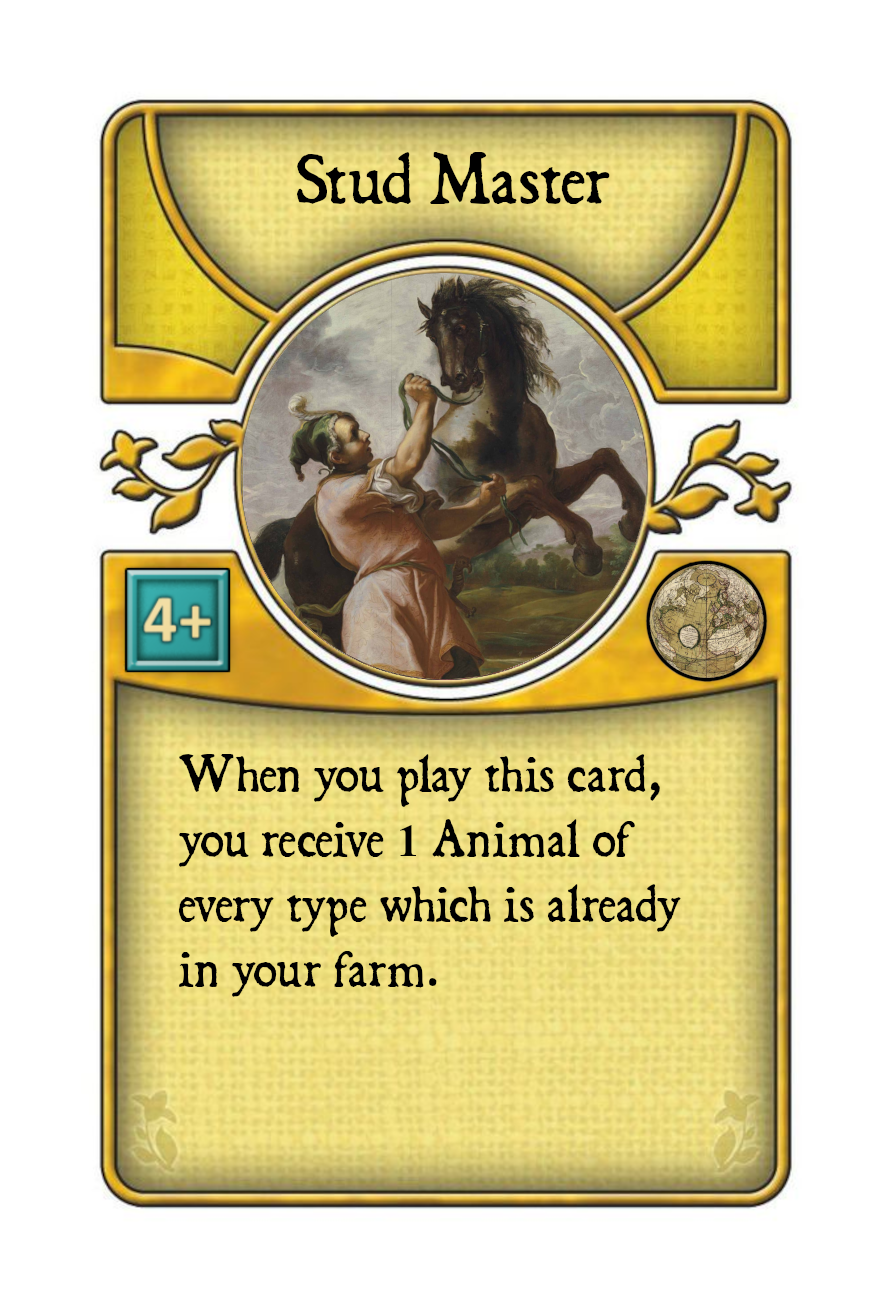 Stud Master
4+
When you play this card,
you receive 1 Animal of
every type which is already
in your farm.